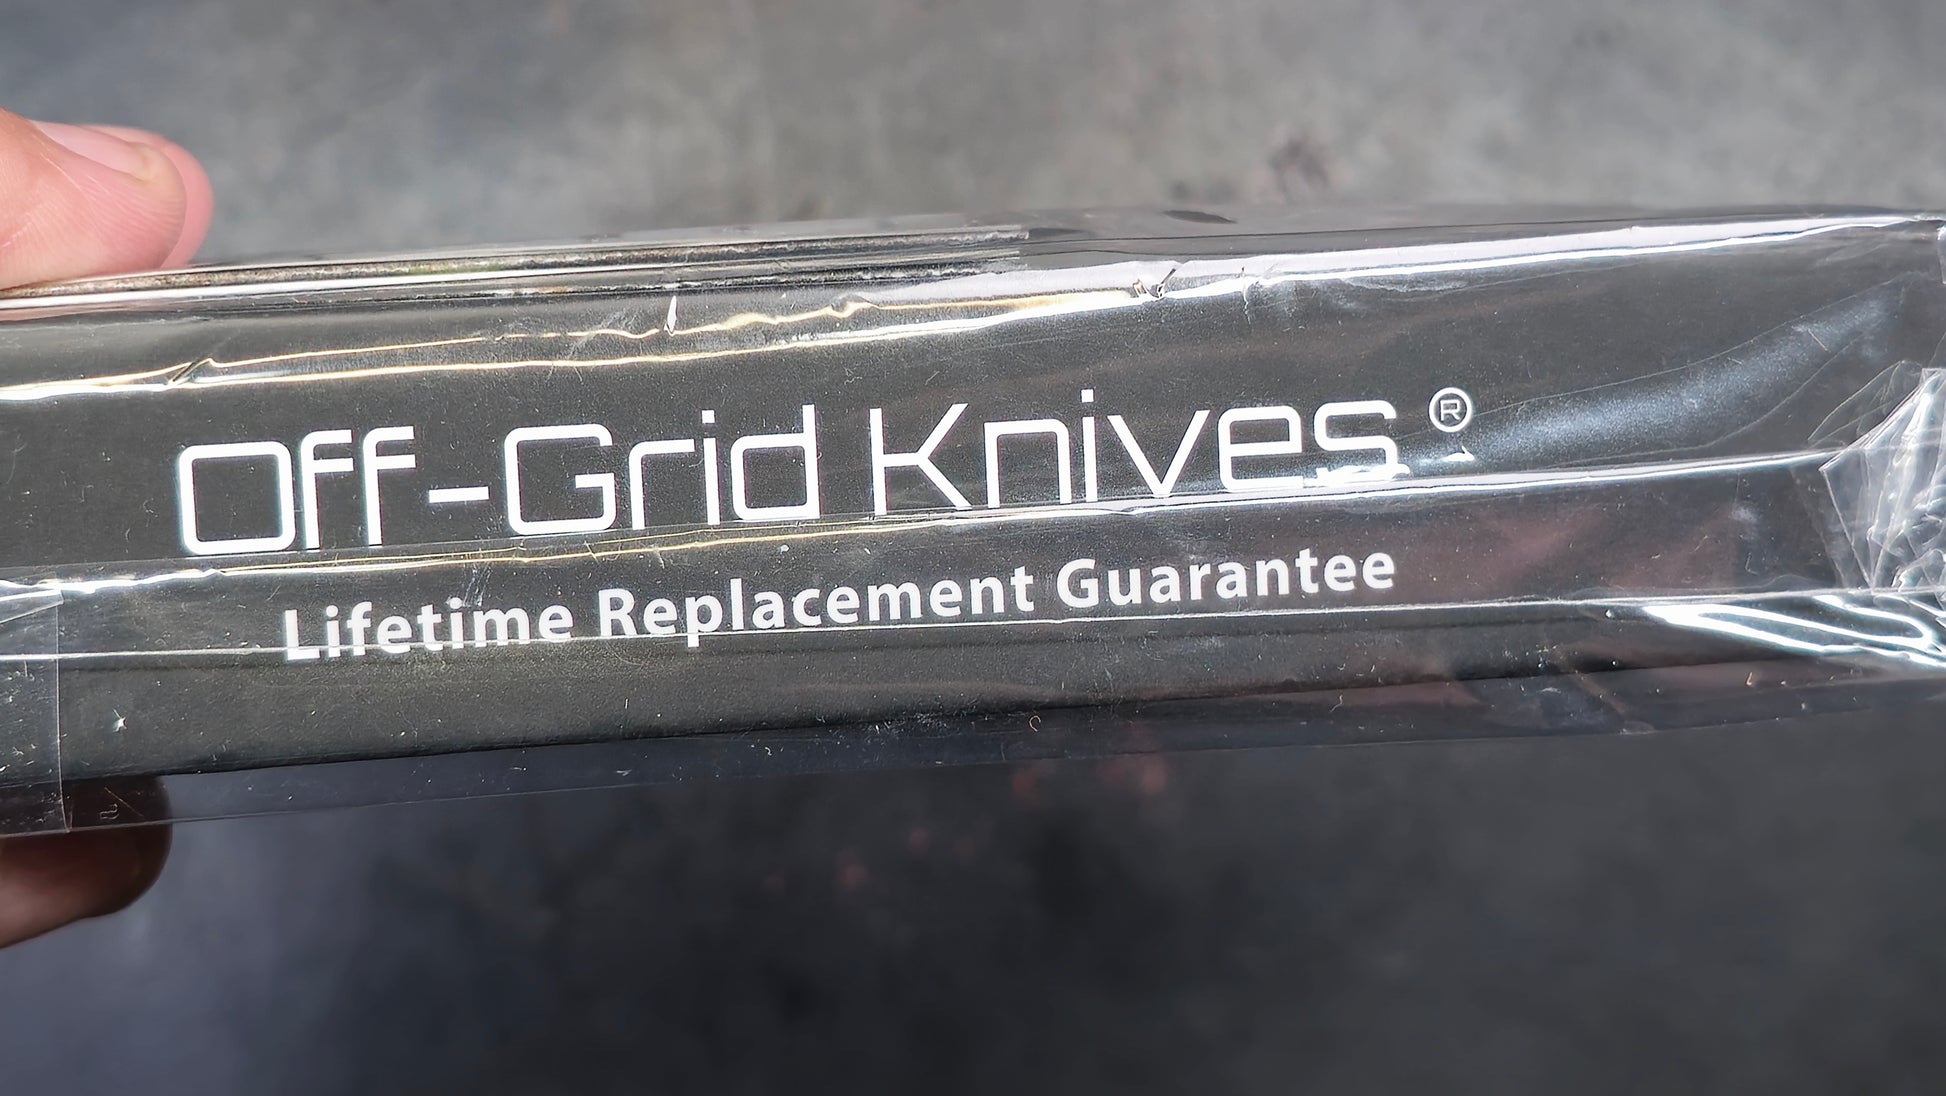 Off-Grid Knives®
Lifetime Replacement Guarantee